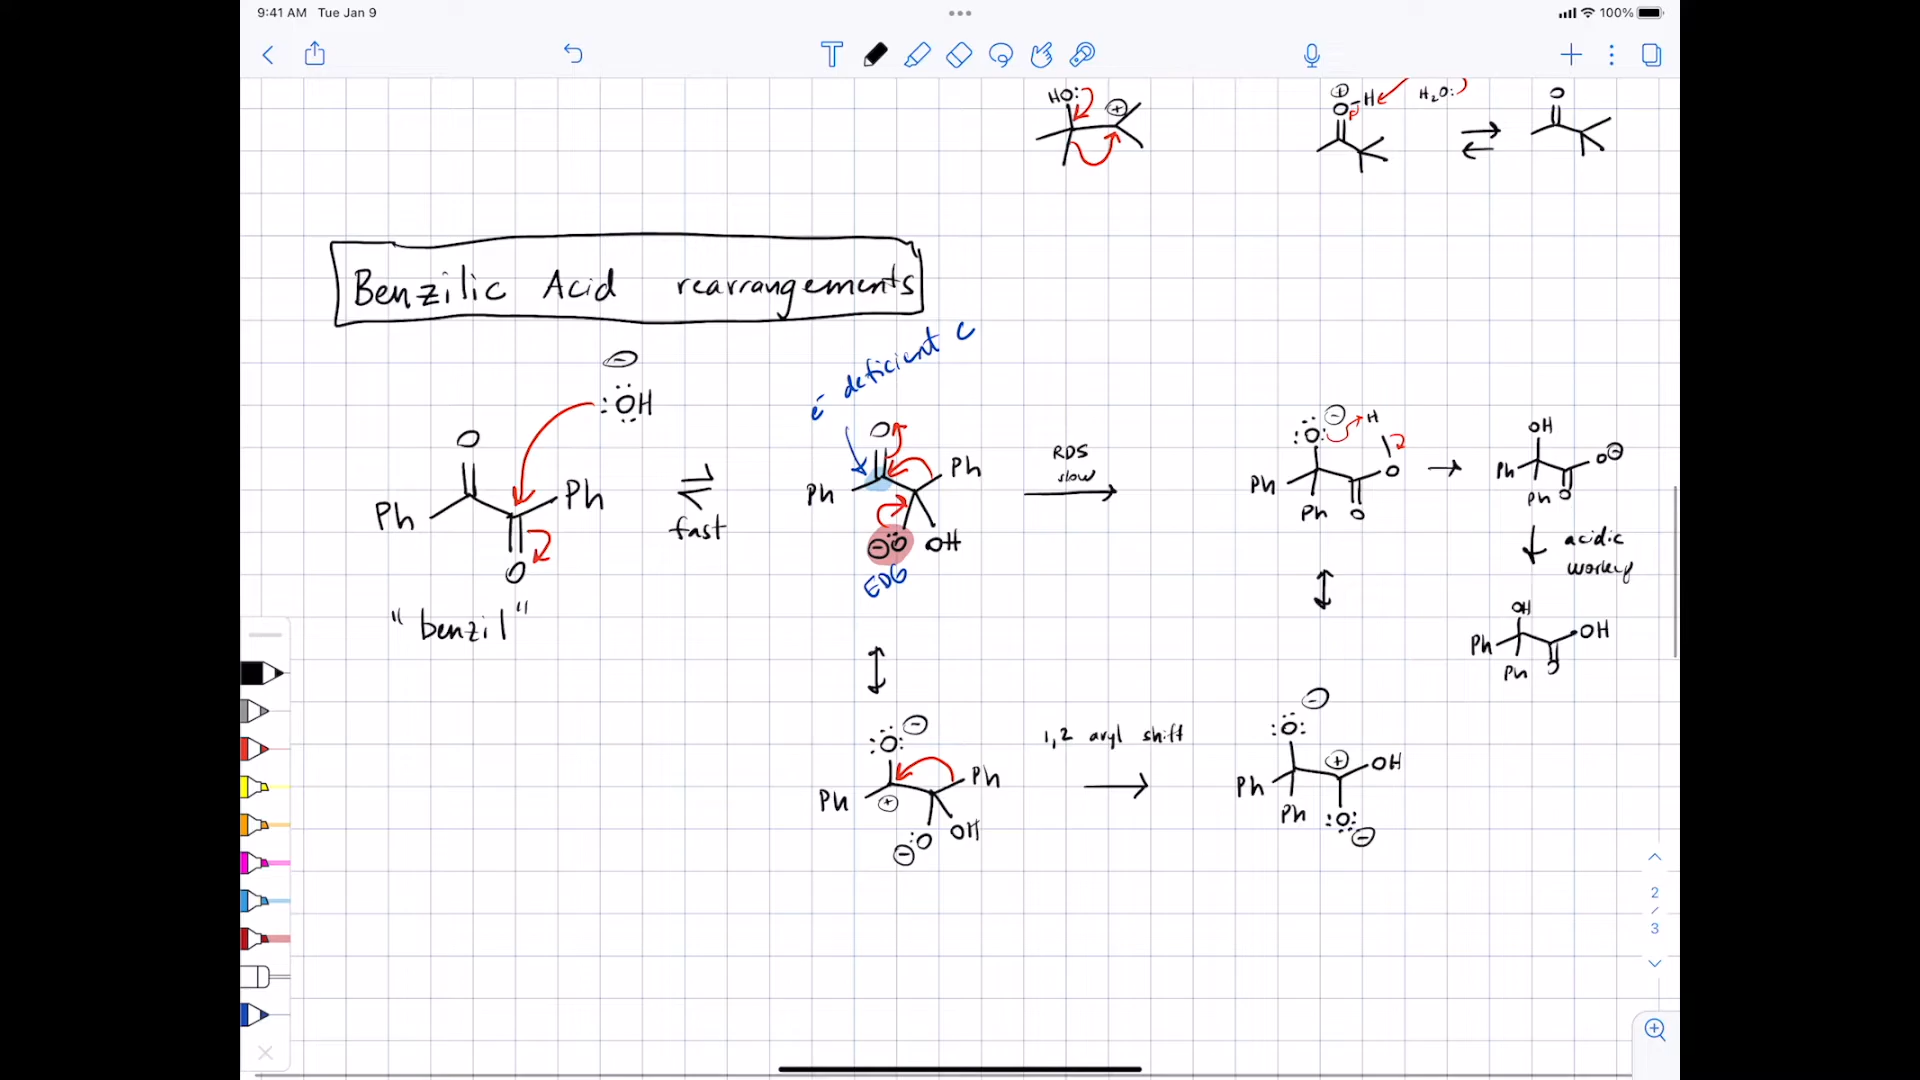 9:41 AM Tue Jan 9
100%
HO:
⊕
⊕
O-H
H₂O:
O
Benzilic Acid rearrangements
e⁻ deficient C
⊖
:ÖH
O
Ph
Ph
O
"benzil"
fast
O
Ph
Ph
⊖O
OH
EDG
RDS
slow
:O
⊖
H
Ph
O
Ph
O
OH
Ph
O⊖
Ph
O
acidic
workup
OH
Ph
OH
Ph
O
:O:
⊖
Ph
Ph
⊕
⊖
:O
OH
1,2 aryl shift
⊖
:O:
Ph
⊕
OH
Ph
:O:
⊖
2
/
3